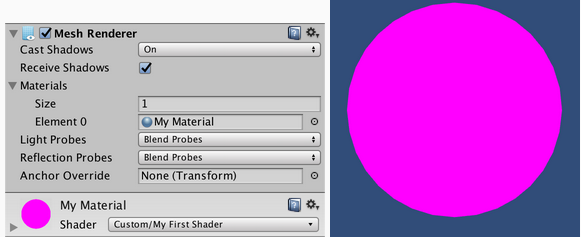 Mesh Renderer
Cast Shadows On
Receive Shadows
Materials
Size 1
Element 0 My Material
Light Probes Blend Probes
Reflection Probes Blend Probes
Anchor Override None (Transform)
My Material
Shader Custom/My First Shader